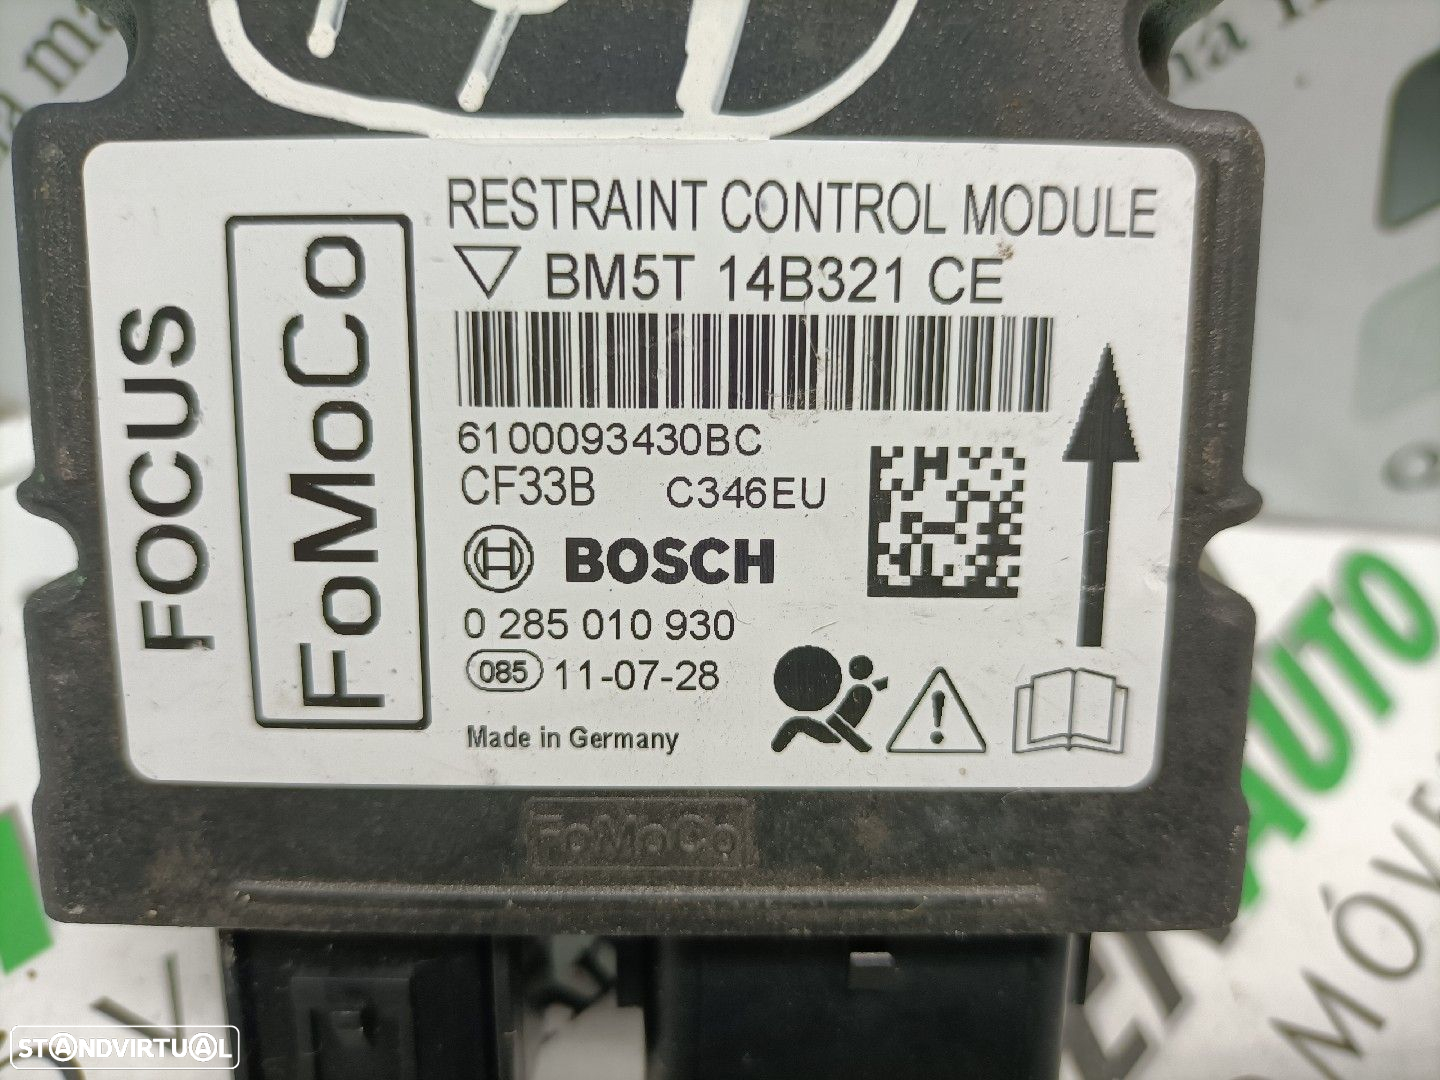 RESTRAINT CONTROL MODULE
BM5T 14B321 CE
FOCUS
FoMoCo
6100093430BC
CF33B C346EU
BOSCH
0 285 010 930
085 11-07-28
Made in Germany
FoMoCo
AUTO
STANDVIRTUAL